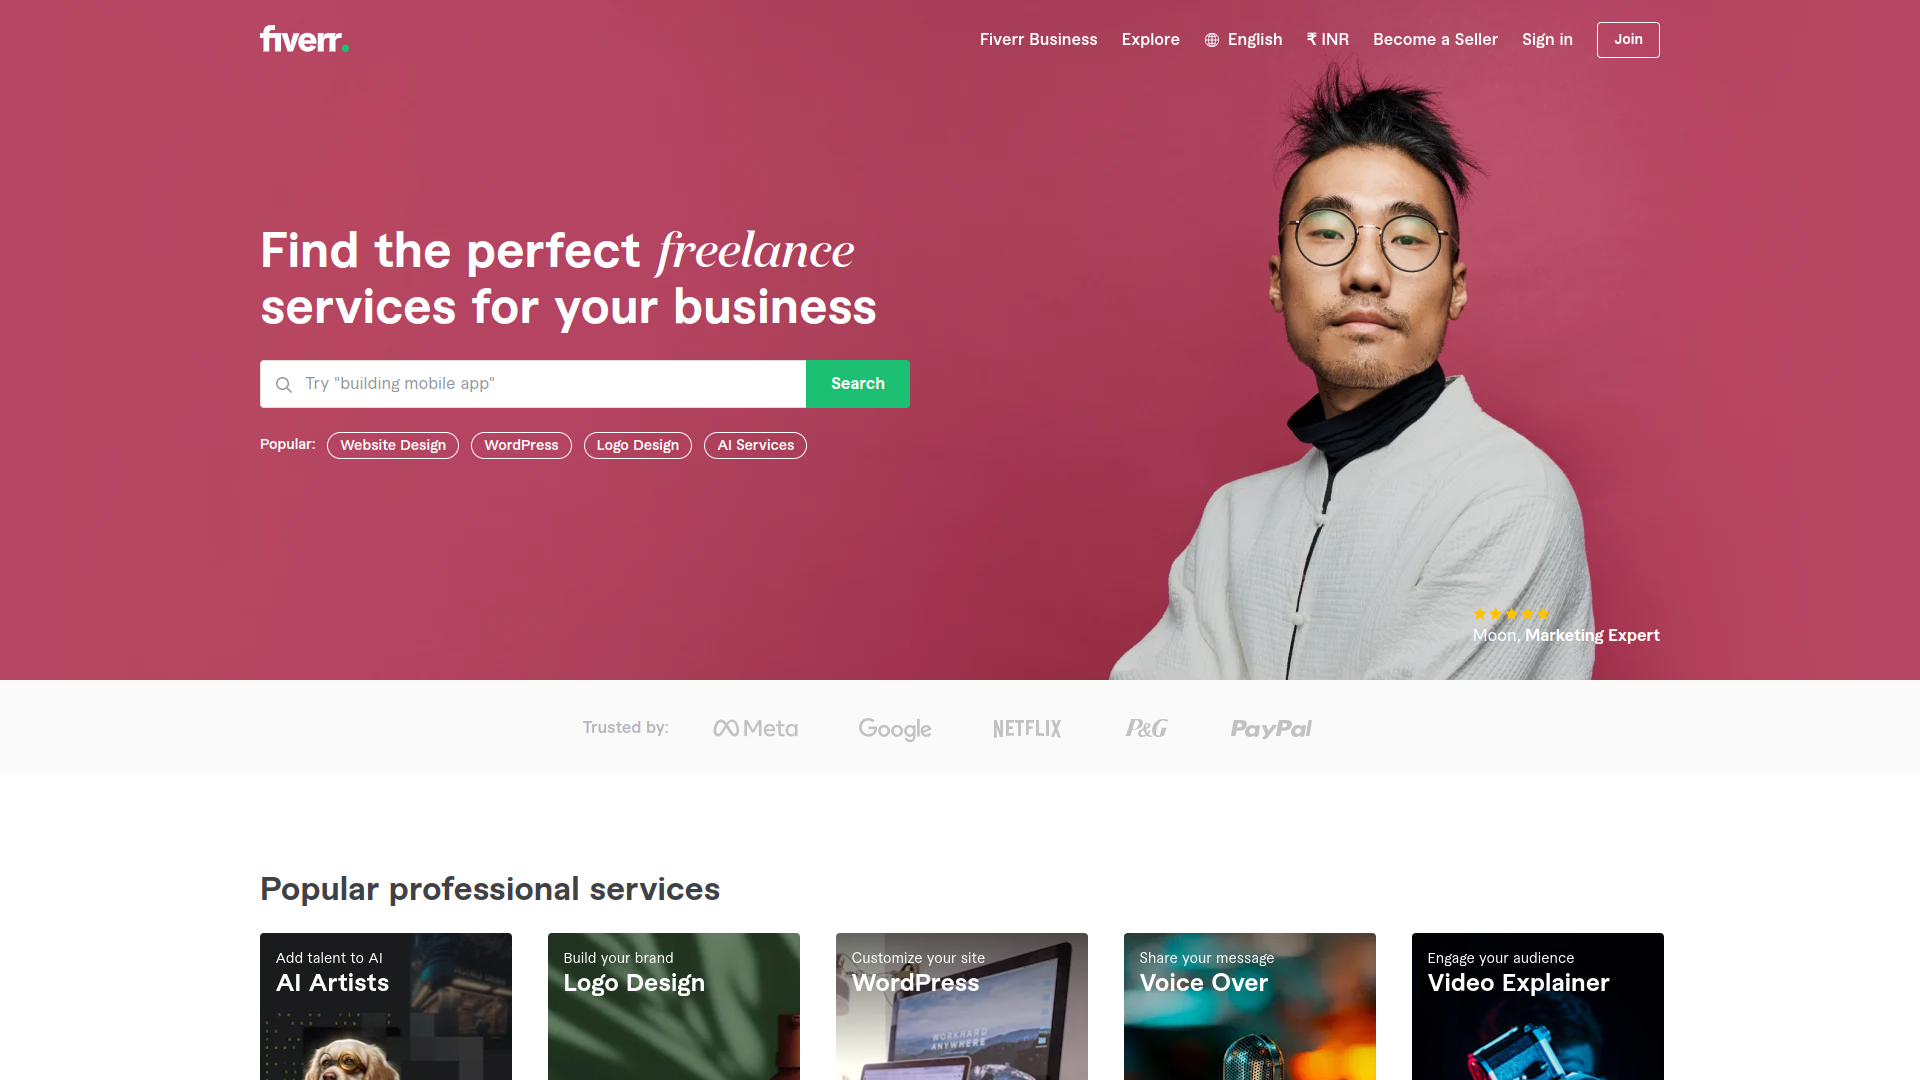 fiverr.
Fiverr Business
Explore
English
₹ INR
Become a Seller
Sign in
Join
Find the perfect freelance
services for your business
Try "building mobile app"
Search
Popular:
Website Design
WordPress
Logo Design
AI Services
Moon, Marketing Expert
Trusted by:
Meta
Google
NETFLIX
P&G
PayPal
Popular professional services
Add talent to AI
AI Artists
Build your brand
Logo Design
Customize your site
WordPress
WORKHARD
ANYWHERE
Share your message
Voice Over
Engage your audience
Video Explainer